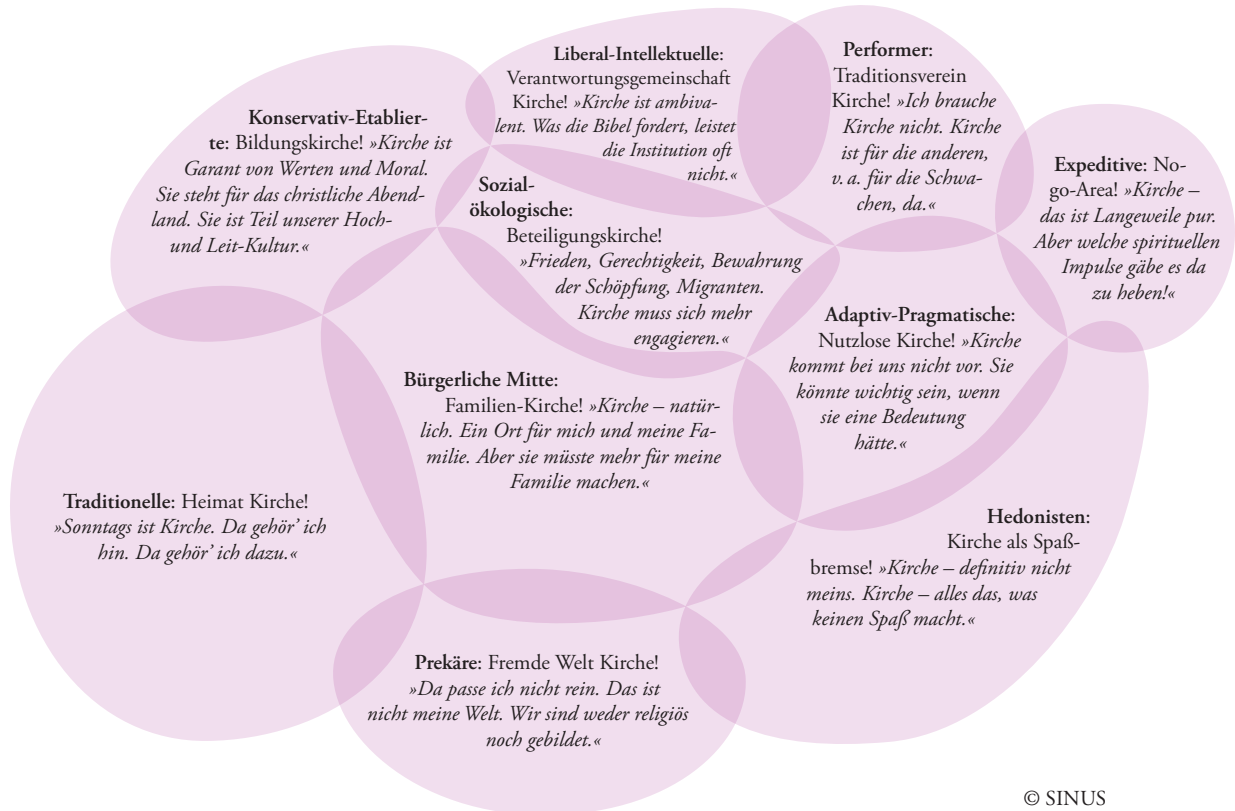 Liberal-Intellektuelle:
Verantwortungsgemeinschaft
Kirche! »Kirche ist ambiva-
lent. Was die Bibel fordert, leistet
die Institution oft
nicht.«
Performer:
Traditionsverein
Kirche! »Ich brauche
Kirche nicht. Kirche
ist für die anderen,
v. a. für die Schwa-
chen, da.«
Konservativ-Etablier-
te: Bildungskirche! »Kirche ist
Garant von Werten und Moral.
Sie steht für das christliche Abend-
land. Sie ist Teil unserer Hoch-
und Leit-Kultur.«
Expeditive: No-
go-Area! »Kirche –
das ist Langeweile pur.
Aber welche spirituellen
Impulse gäbe es da
zu heben!«
Sozial-
ökologische:
Beteiligungskirche!
»Frieden, Gerechtigkeit, Bewahrung
der Schöpfung, Migranten.
Kirche muss sich mehr
engagieren.«
Adaptiv-Pragmatische:
Nutzlose Kirche! »Kirche
kommt bei uns nicht vor. Sie
könnte wichtig sein, wenn
sie eine Bedeutung
hätte.«
Bürgerliche Mitte:
Familien-Kirche! »Kirche – natür-
lich. Ein Ort für mich und meine Fa-
milie. Aber sie müsste mehr für meine
Familie machen.«
Traditionelle: Heimat Kirche!
»Sonntags ist Kirche. Da gehör’ ich
hin. Da gehör’ ich dazu.«
Hedonisten:
Kirche als Spaß-
bremse! »Kirche – definitiv nicht
meins. Kirche – alles das, was
keinen Spaß macht.«
Prekäre: Fremde Welt Kirche!
»Da passe ich nicht rein. Das ist
nicht meine Welt. Wir sind weder religiös
noch gebildet.«
© SINUS